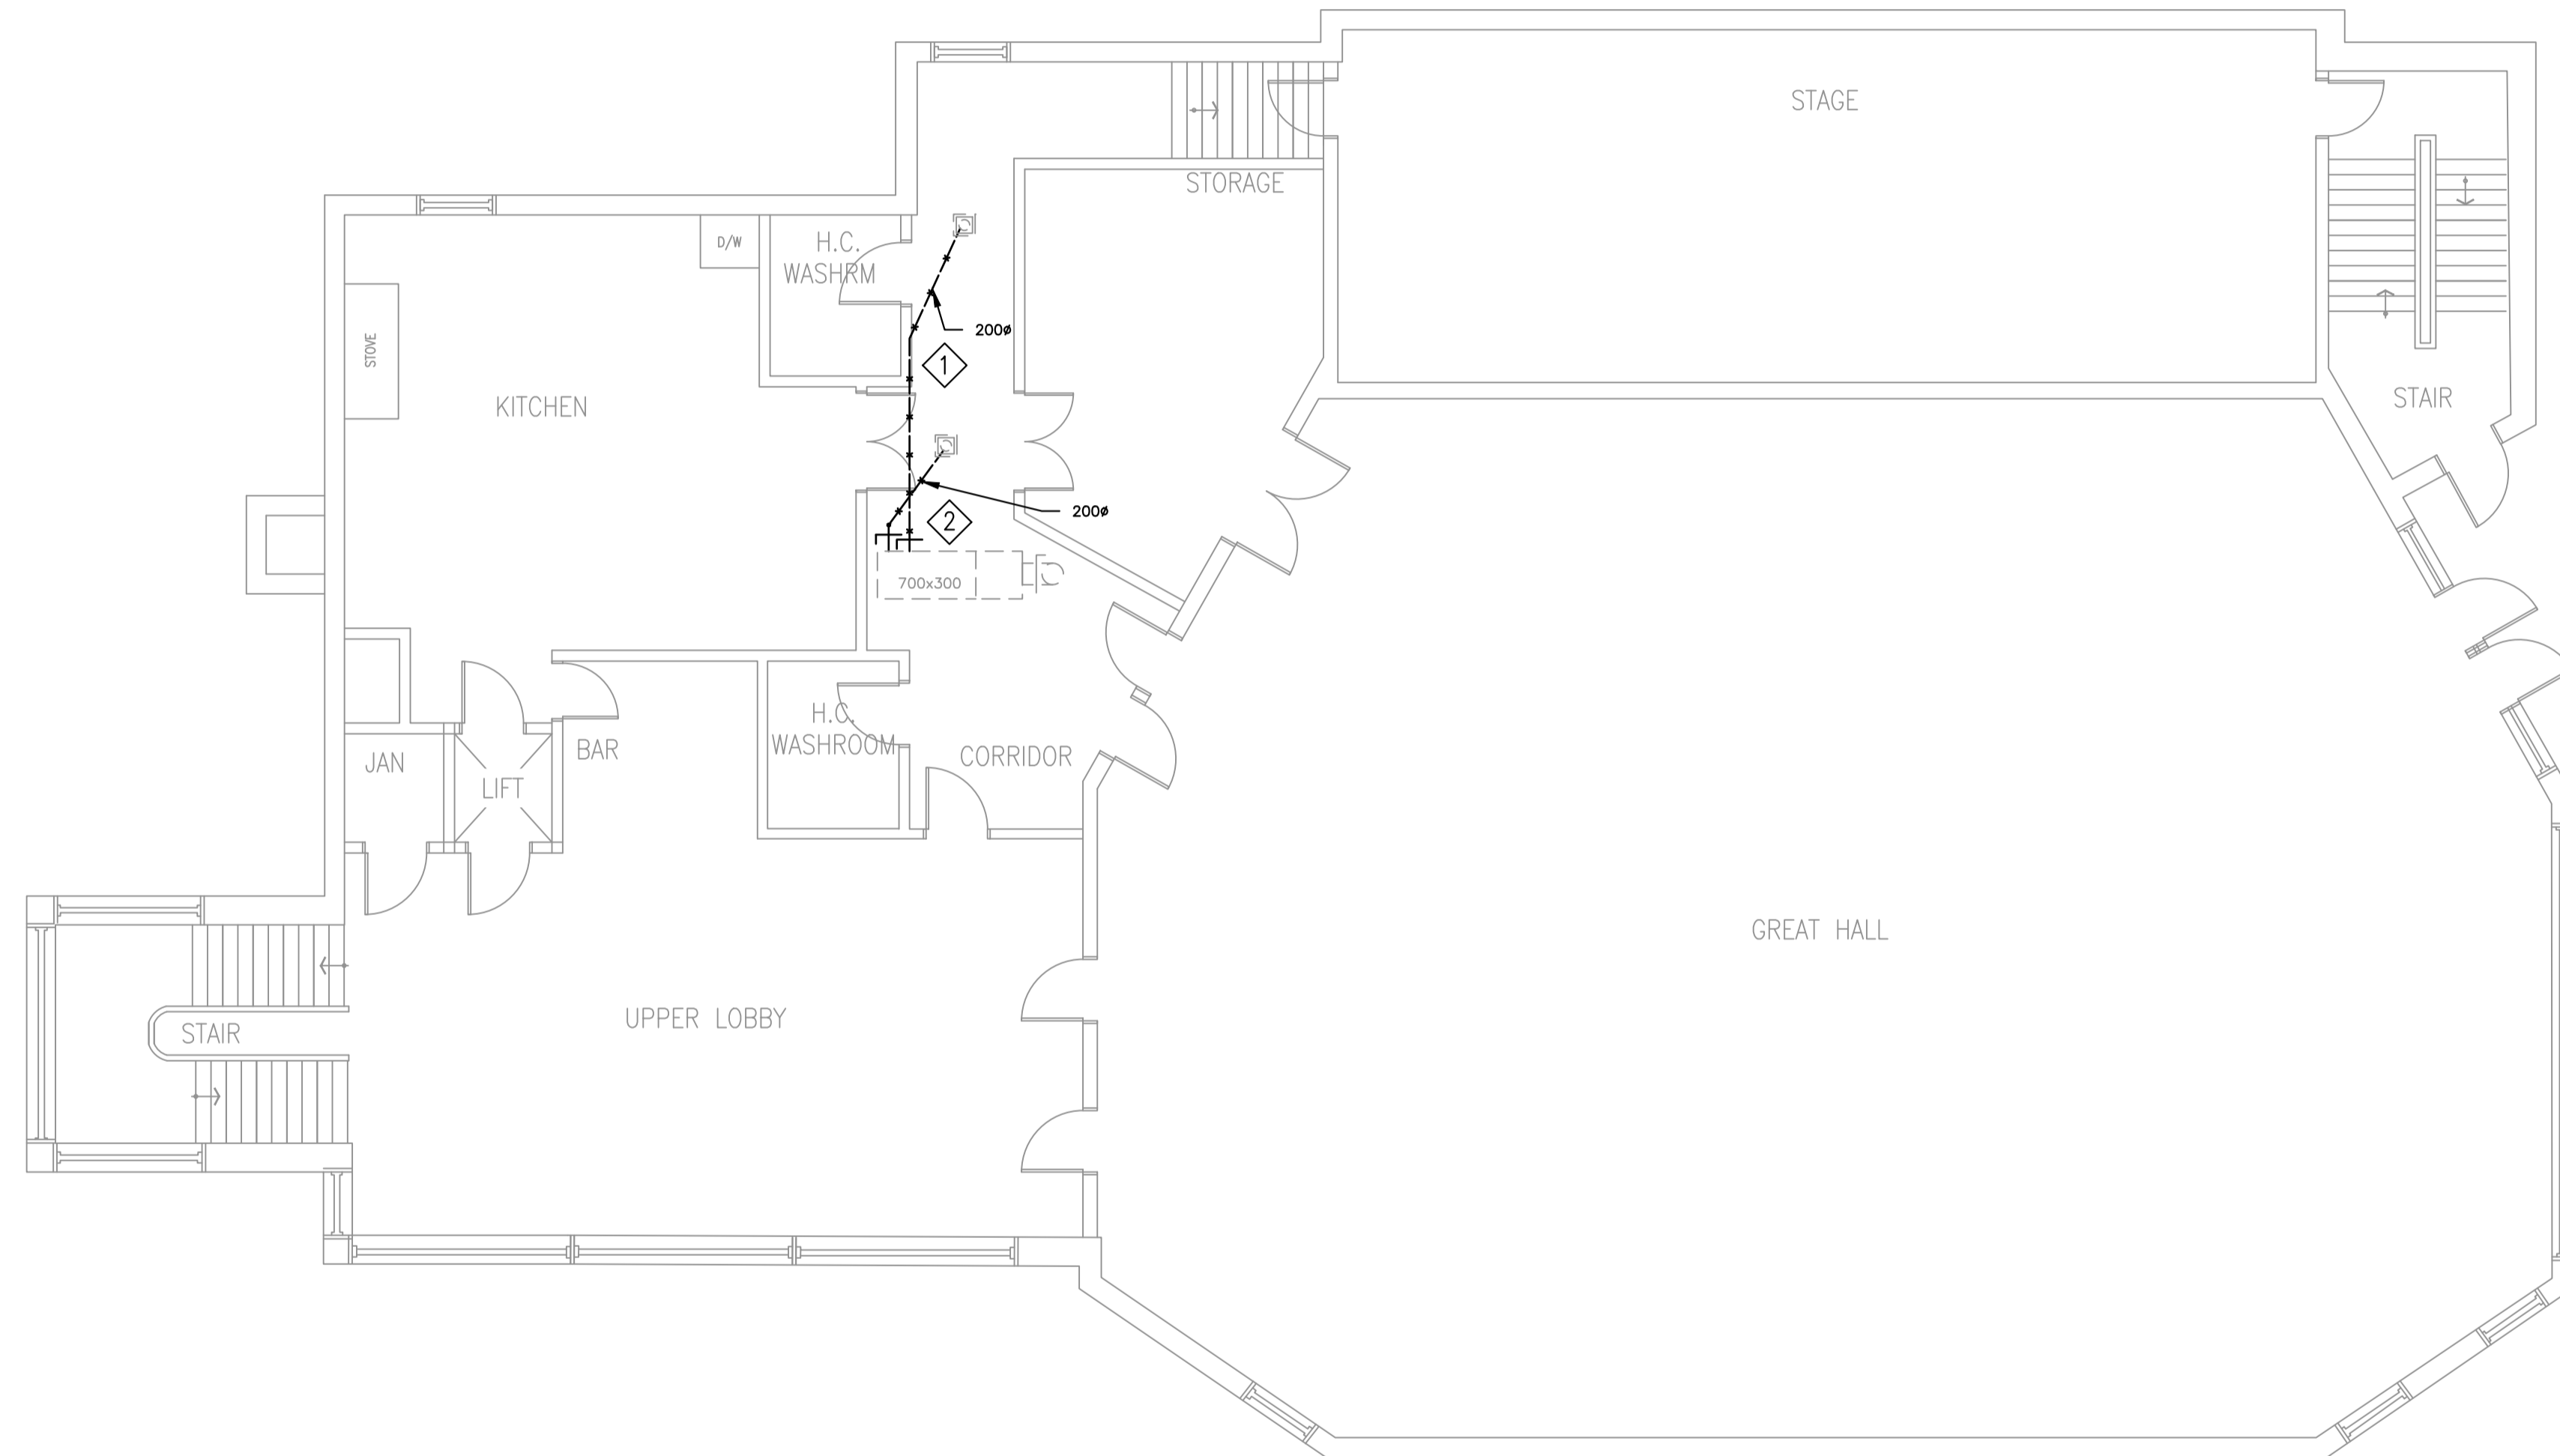 STAGE
STORAGE
D/W
H.C.
WASHRM
200ø
STOVE
1
KITCHEN
STAIR
200ø
2
700x300
H.C.
WASHROOM
BAR
CORRIDOR
JAN
LIFT
GREAT HALL
UPPER LOBBY
STAIR